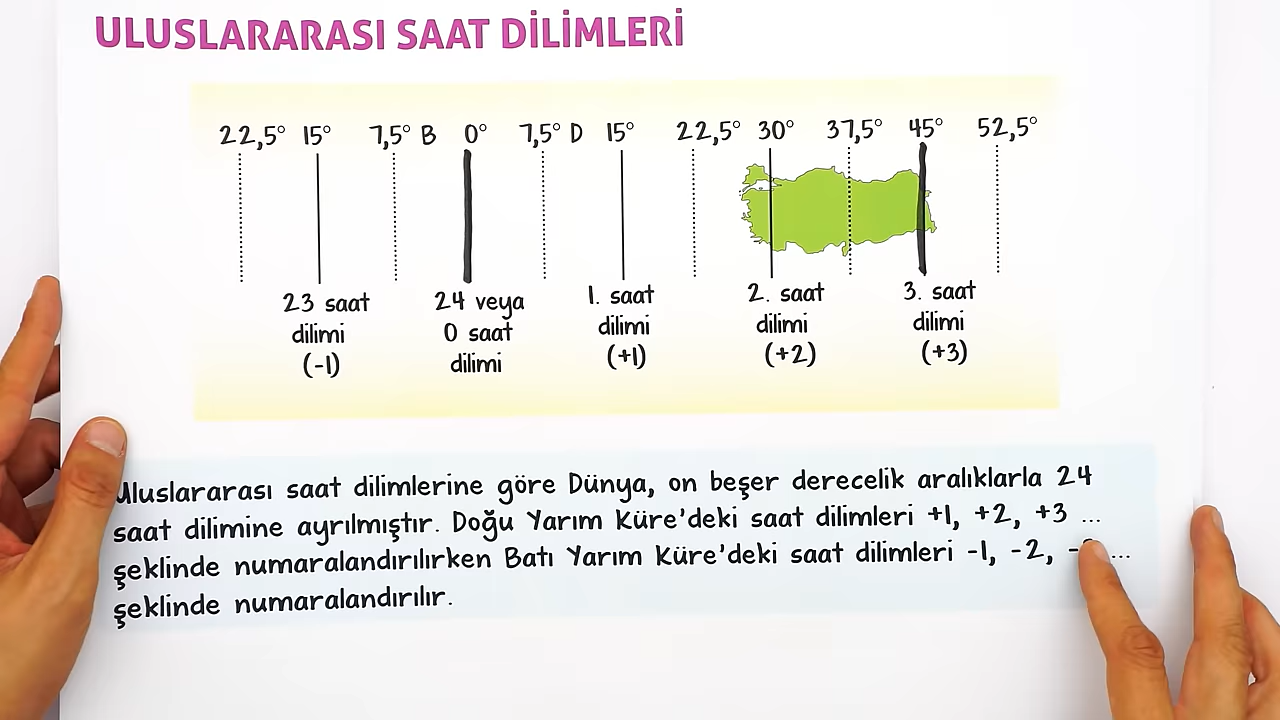 ULUSLARARASI SAAT DİLİMLERİ
22,5° 15° 7,5° B 0° 7,5° D 15° 22,5° 30° 37,5° 45° 52,5°
23 saat dilimi (-1)
24 veya 0 saat dilimi
1. saat dilimi (+1)
2. saat dilimi (+2)
3. saat dilimi (+3)
Uluslararası saat dilimlerine göre Dünya, on beşer derecelik aralıklarla 24
saat dilimine ayrılmıştır. Doğu Yarım Küre'deki saat dilimleri +1, +2, +3 ...
şeklinde numaralandırılırken Batı Yarım Küre'deki saat dilimleri -1, -2, ...
şeklinde numaralandırılır.